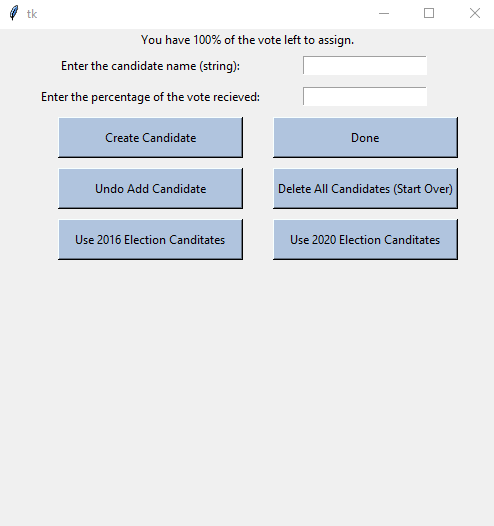 tk
You have 100% of the vote left to assign.
Enter the candidate name (string):
Enter the percentage of the vote recieved:
Create Candidate
Done
Undo Add Candidate
Delete All Candidates (Start Over)
Use 2016 Election Canditates
Use 2020 Election Canditates